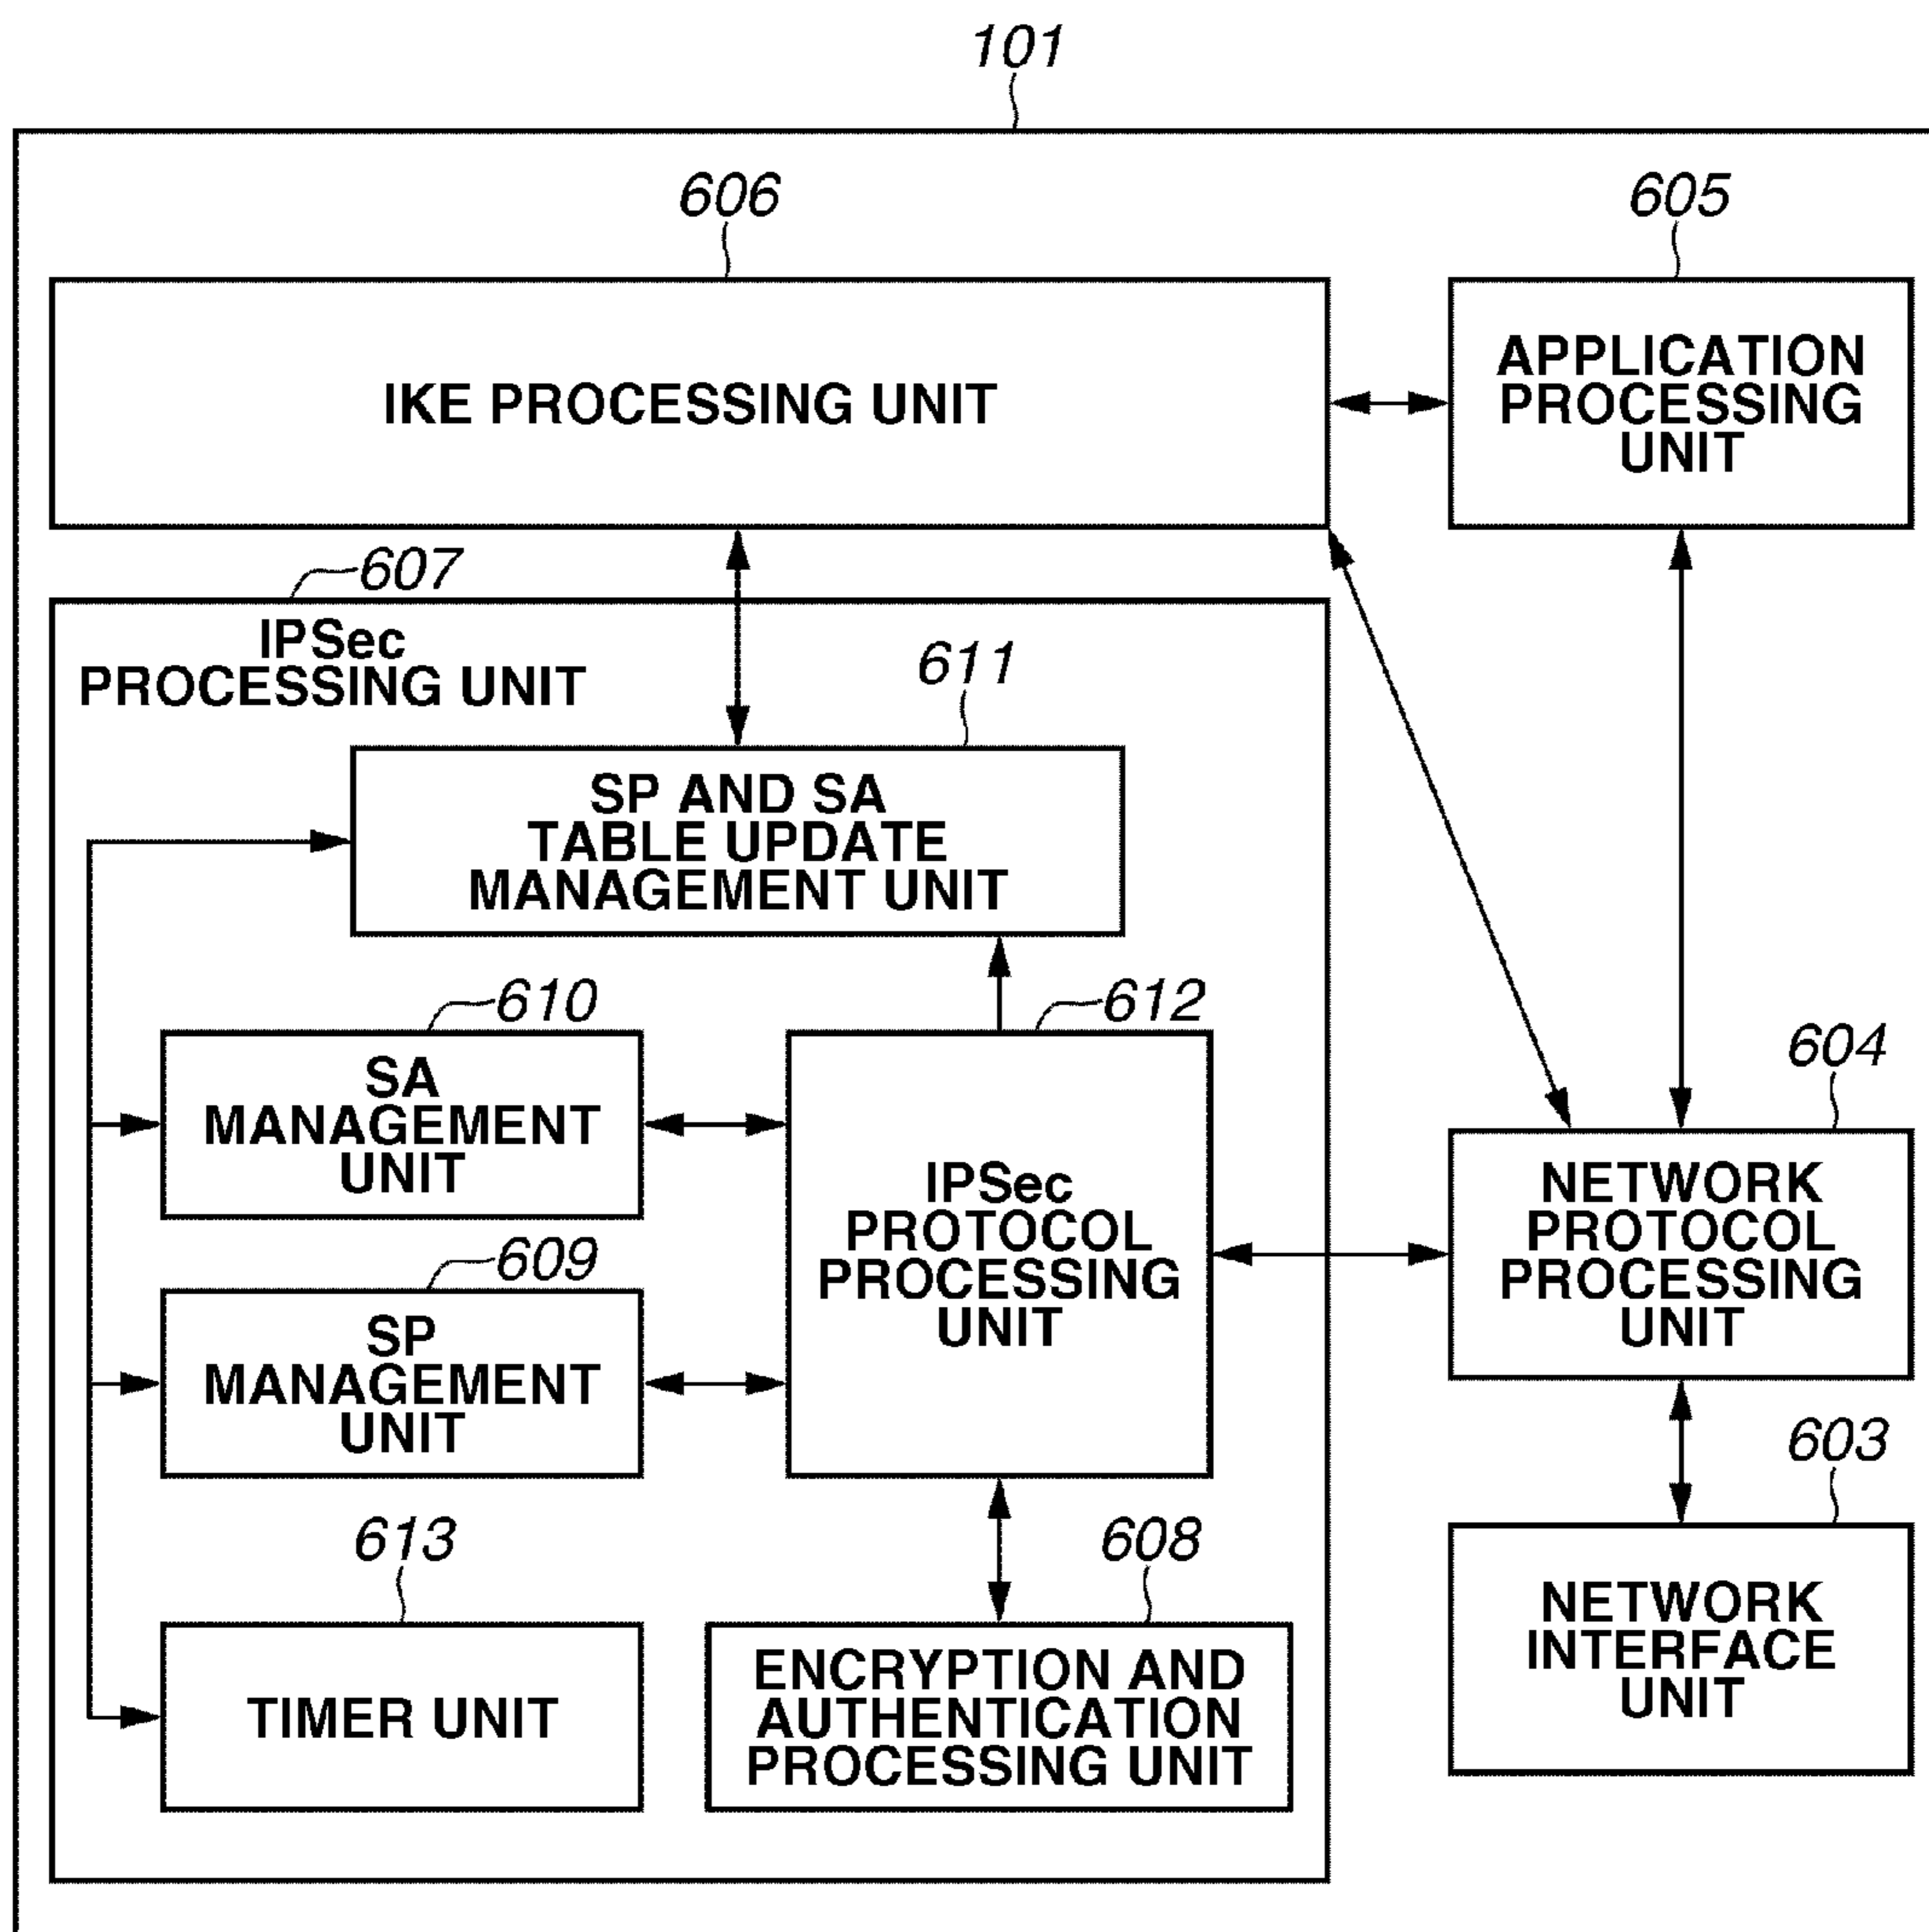 101
606
605
IKE PROCESSING UNIT
APPLICATION
PROCESSING
UNIT
607
IPSec
PROCESSING UNIT
611
SP AND SA
TABLE UPDATE
MANAGEMENT UNIT
610
612
604
SA
MANAGEMENT
UNIT
IPSec
PROTOCOL
PROCESSING
UNIT
NETWORK
PROTOCOL
PROCESSING
UNIT
609
SP
MANAGEMENT
UNIT
603
613
608
NETWORK
INTERFACE
UNIT
TIMER UNIT
ENCRYPTION AND
AUTHENTICATION
PROCESSING UNIT